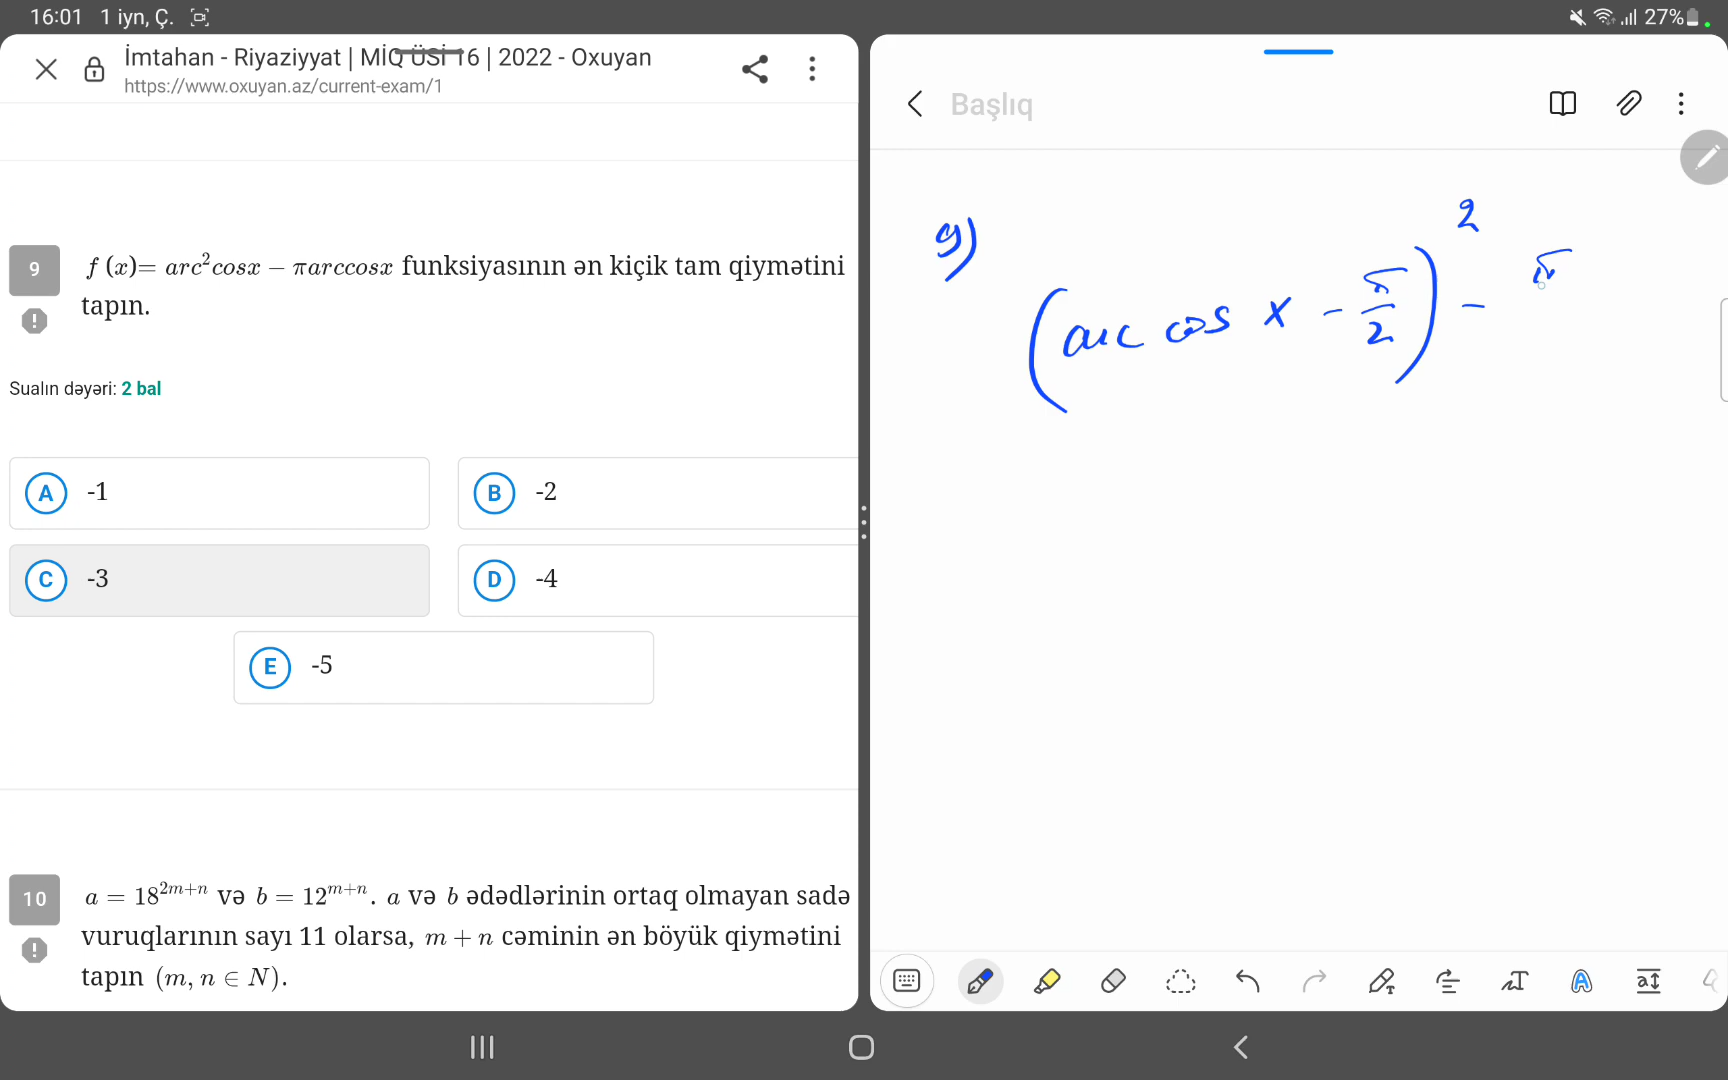 16:01 1 iyn, Ç. 27%
İmtahan - Riyaziyyat | MİQ ÜSİ 16 | 2022 - Oxuyan
https://www.oxuyan.az/current-exam/1
9
f (x)= arc²cosx − πarccosx funksiyasının ən kiçik tam qiymətini
tapın.
Sualın dəyəri: 2 bal
A -1
B -2
C -3
D -4
E -5
10
a = 18^{2m+n} və b = 12^{m+n}. a və b ədədlərinin ortaq olmayan sadə
vuruqlarının sayı 11 olarsa, m + n cəminin ən böyük qiymətini
tapın (m, n ∈ N).
Başlıq
9)
(arc cos x - π/2)² - π